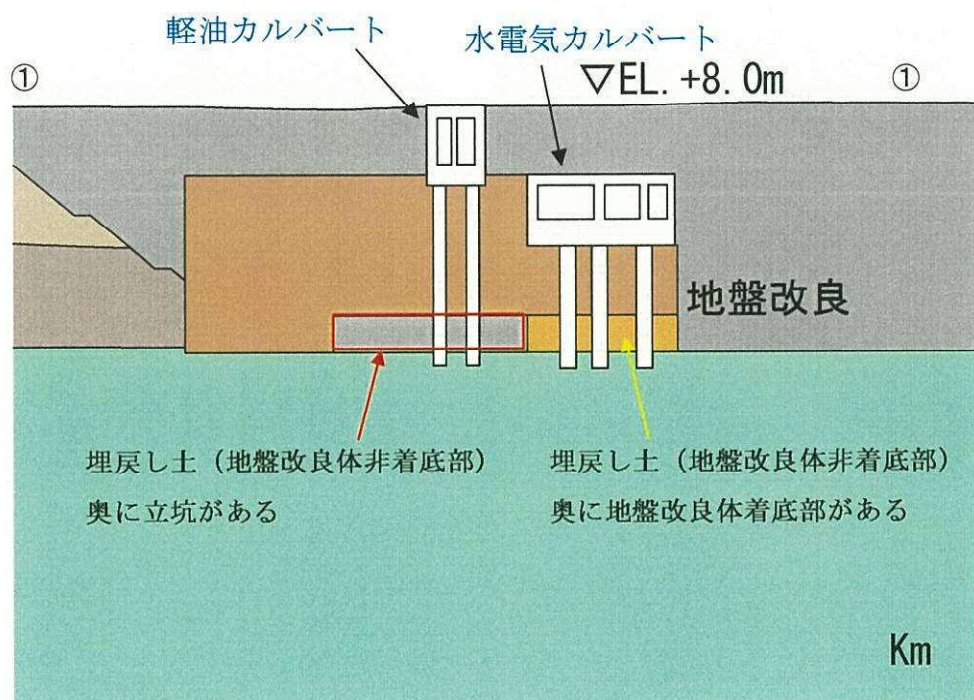 軽油カルバート
水電気カルバート
①
▽EL. +8.0m
①
地盤改良
埋戻し土（地盤改良体非着底部）
奥に立坑がある
埋戻し土（地盤改良体非着底部）
奥に地盤改良体着底部がある
Km